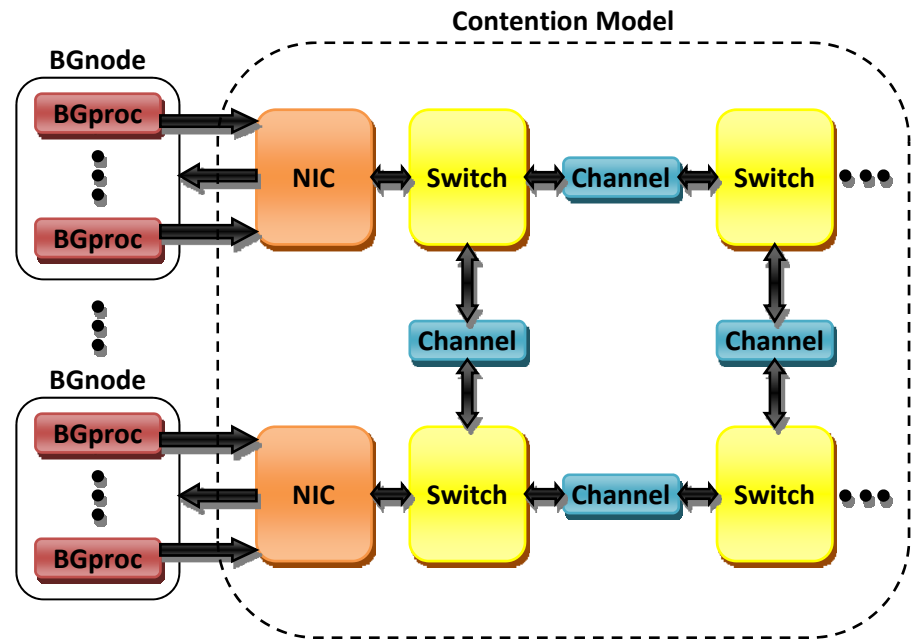 Contention Model
BGnode
BGproc
NIC
Switch
Channel
Switch
BGproc
Channel
Channel
BGnode
BGproc
NIC
Switch
Channel
Switch
BGproc